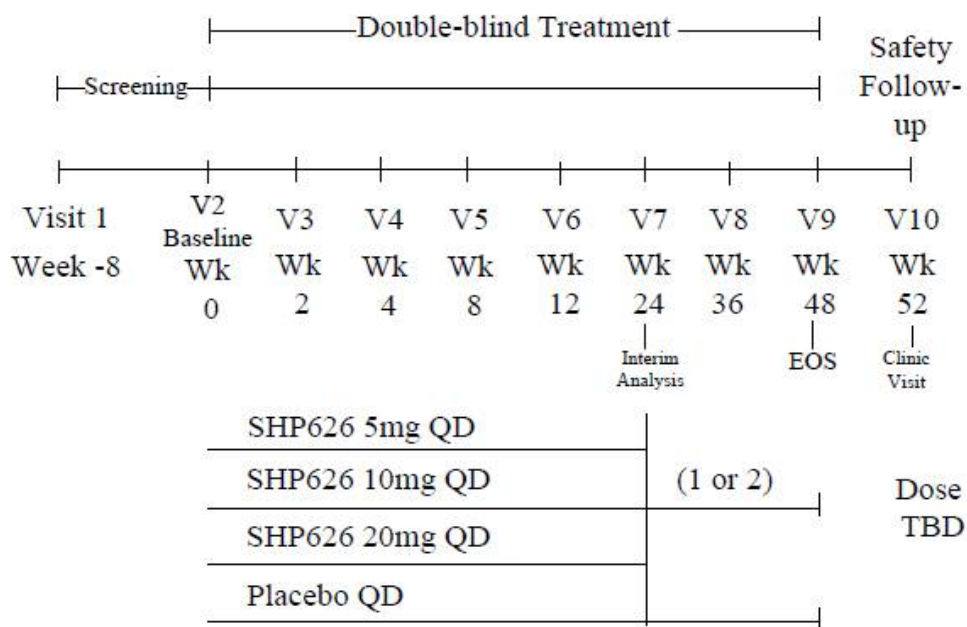 Double-blind Treatment
Safety
Follow-
up
Screening
Visit 1
Week -8
V2
Baseline
Wk
0
V3
Wk
2
V4
Wk
4
V5
Wk
8
V6
Wk
12
V7
Wk
24
Interim
Analysis
V8
Wk
36
V9
Wk
48
EOS
V10
Wk
52
Clinic
Visit
SHP626 5mg QD
SHP626 10mg QD
(1 or 2)
Dose
TBD
SHP626 20mg QD
Placebo QD